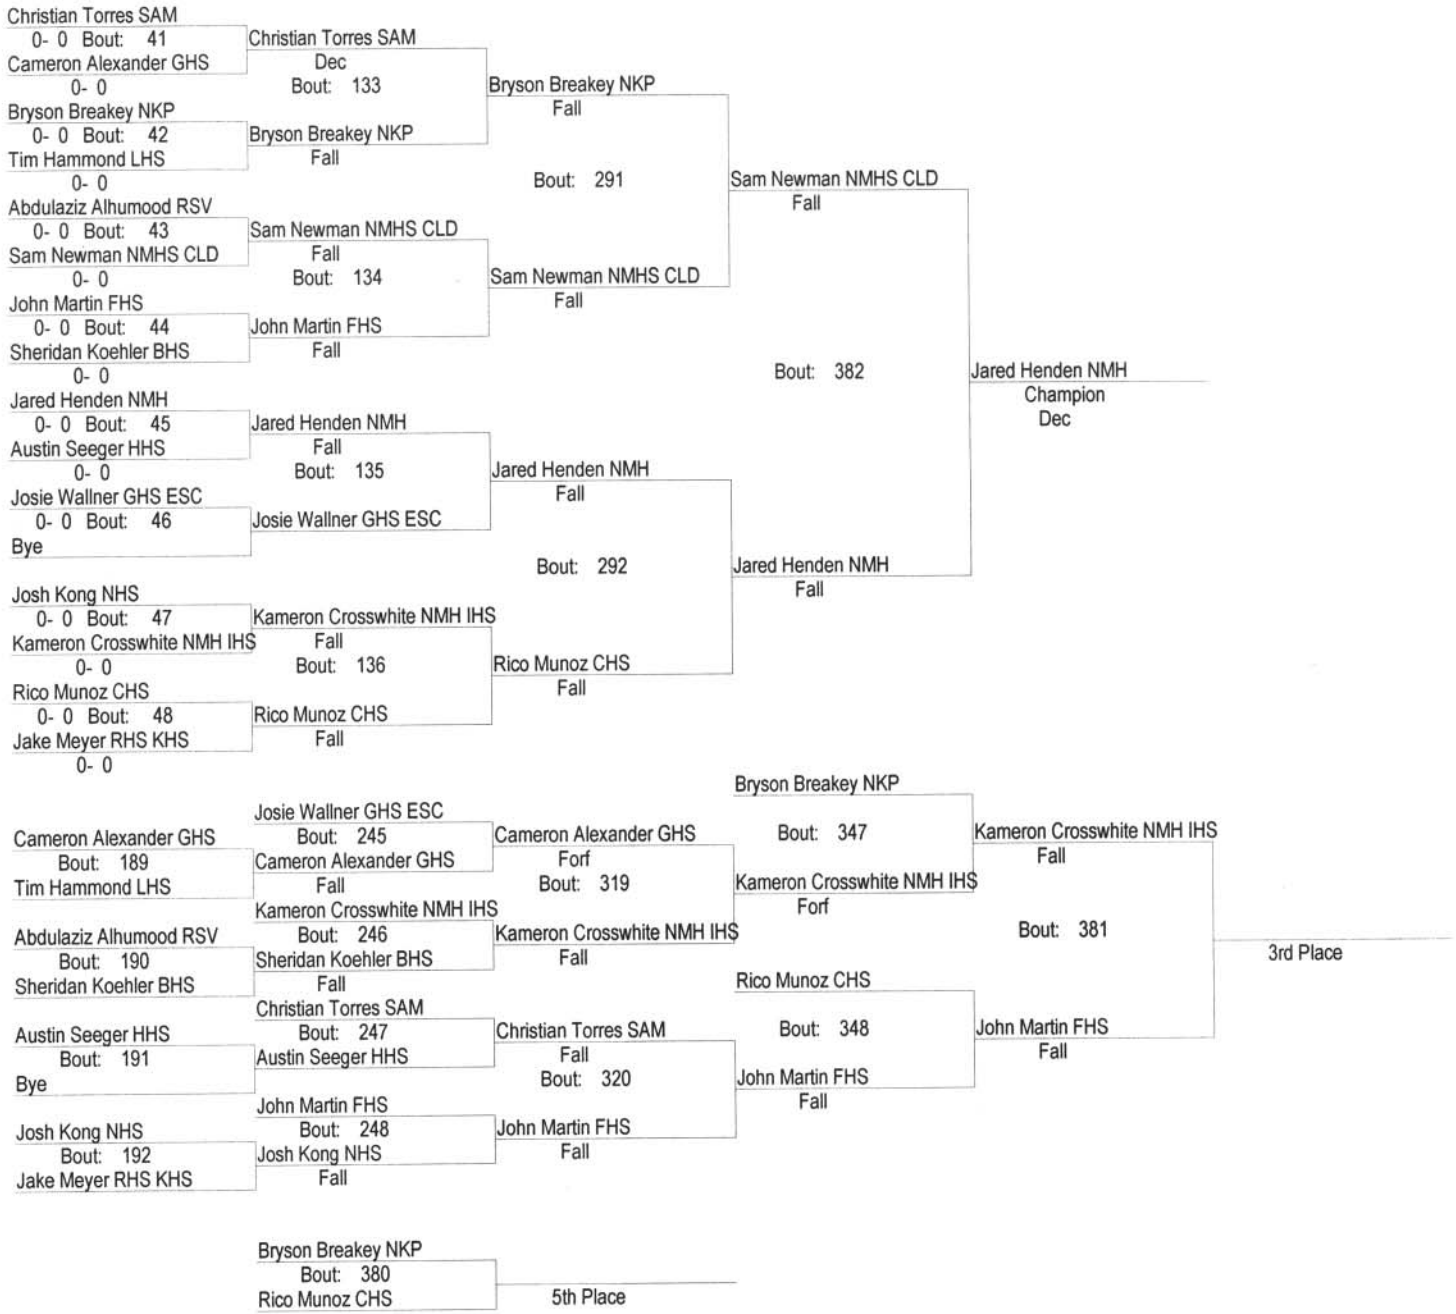 Christian Torres SAM
0- 0 Bout: 41
Christian Torres SAM
Cameron Alexander GHS
Dec
0- 0
Bout: 133
Bryson Breakey NKP
Bryson Breakey NKP
Fall
0- 0 Bout: 42
Bryson Breakey NKP
Tim Hammond LHS
Fall
0- 0
Bout: 291
Sam Newman NMHS CLD
Fall
Abdulaziz Alhumood RSV
0- 0 Bout: 43
Sam Newman NMHS CLD
Sam Newman NMHS CLD
Fall
0- 0
Bout: 134
Sam Newman NMHS CLD
Fall
John Martin FHS
0- 0 Bout: 44
John Martin FHS
Sheridan Koehler BHS
Fall
0- 0
Bout: 382
Jared Henden NMH
Champion
Dec
Jared Henden NMH
0- 0 Bout: 45
Jared Henden NMH
Austin Seeger HHS
Fall
0- 0
Bout: 135
Jared Henden NMH
Fall
Josie Wallner GHS ESC
0- 0 Bout: 46
Josie Wallner GHS ESC
Bye
Bout: 292
Jared Henden NMH
Fall
Josh Kong NHS
0- 0 Bout: 47
Kameron Crosswhite NMH IHS
Kameron Crosswhite NMH IHS
Fall
0- 0
Bout: 136
Rico Munoz CHS
Fall
Rico Munoz CHS
0- 0 Bout: 48
Rico Munoz CHS
Jake Meyer RHS KHS
Fall
0- 0
Bryson Breakey NKP
Josie Wallner GHS ESC
Cameron Alexander GHS
Bout: 245
Cameron Alexander GHS
Bout: 347
Kameron Crosswhite NMH IHS
Bout: 189
Cameron Alexander GHS
Forf
Fall
Tim Hammond LHS
Fall
Bout: 319
Kameron Crosswhite NMH IHS
Forf
Kameron Crosswhite NMH IHS
Abdulaziz Alhumood RSV
Bout: 246
Kameron Crosswhite NMH IHS
Bout: 381
Bout: 190
Sheridan Koehler BHS
Fall
3rd Place
Sheridan Koehler BHS
Fall
Rico Munoz CHS
Christian Torres SAM
Austin Seeger HHS
Bout: 247
Christian Torres SAM
Bout: 348
John Martin FHS
Bout: 191
Austin Seeger HHS
Fall
Fall
Bye
Bout: 320
John Martin FHS
Fall
John Martin FHS
Josh Kong NHS
Bout: 248
John Martin FHS
Bout: 192
Josh Kong NHS
Fall
Jake Meyer RHS KHS
Fall
Bryson Breakey NKP
Bout: 380
Rico Munoz CHS
5th Place